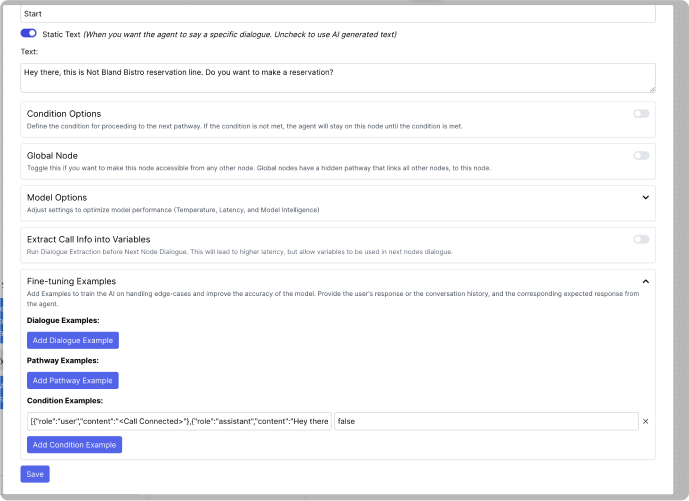 Start
Static Text (When you want the agent to say a specific dialogue. Uncheck to use AI generated text)
Text:
Hey there, this is Not Bland Bistro reservation line. Do you want to make a reservation?
Condition Options
Define the condition for proceeding to the next pathway. If the condition is not met, the agent will stay on this node until the condition is met.
Global Node
Toggle this if you want to make this node accessible from any other node. Global nodes have a hidden pathway that links all other nodes, to this node.
Model Options
Adjust settings to optimize model performance (Temperature, Latency, and Model Intelligence)
Extract Call Info into Variables
Run Dialogue Extraction before Next Node Dialogue. This will lead to higher latency, but allow variables to be used in next nodes dialogue.
Fine-tuning Examples
Add Examples to train the AI on handling edge-cases and improve the accuracy of the model. Provide the user's response or the conversation history, and the corresponding expected response from
the agent.
Dialogue Examples:
Add Dialogue Example
Pathway Examples:
Add Pathway Example
Condition Examples:
[{"role":"user","content":"<Call Connected>"},{"role":"assistant","content":"Hey there false
Add Condition Example
Save